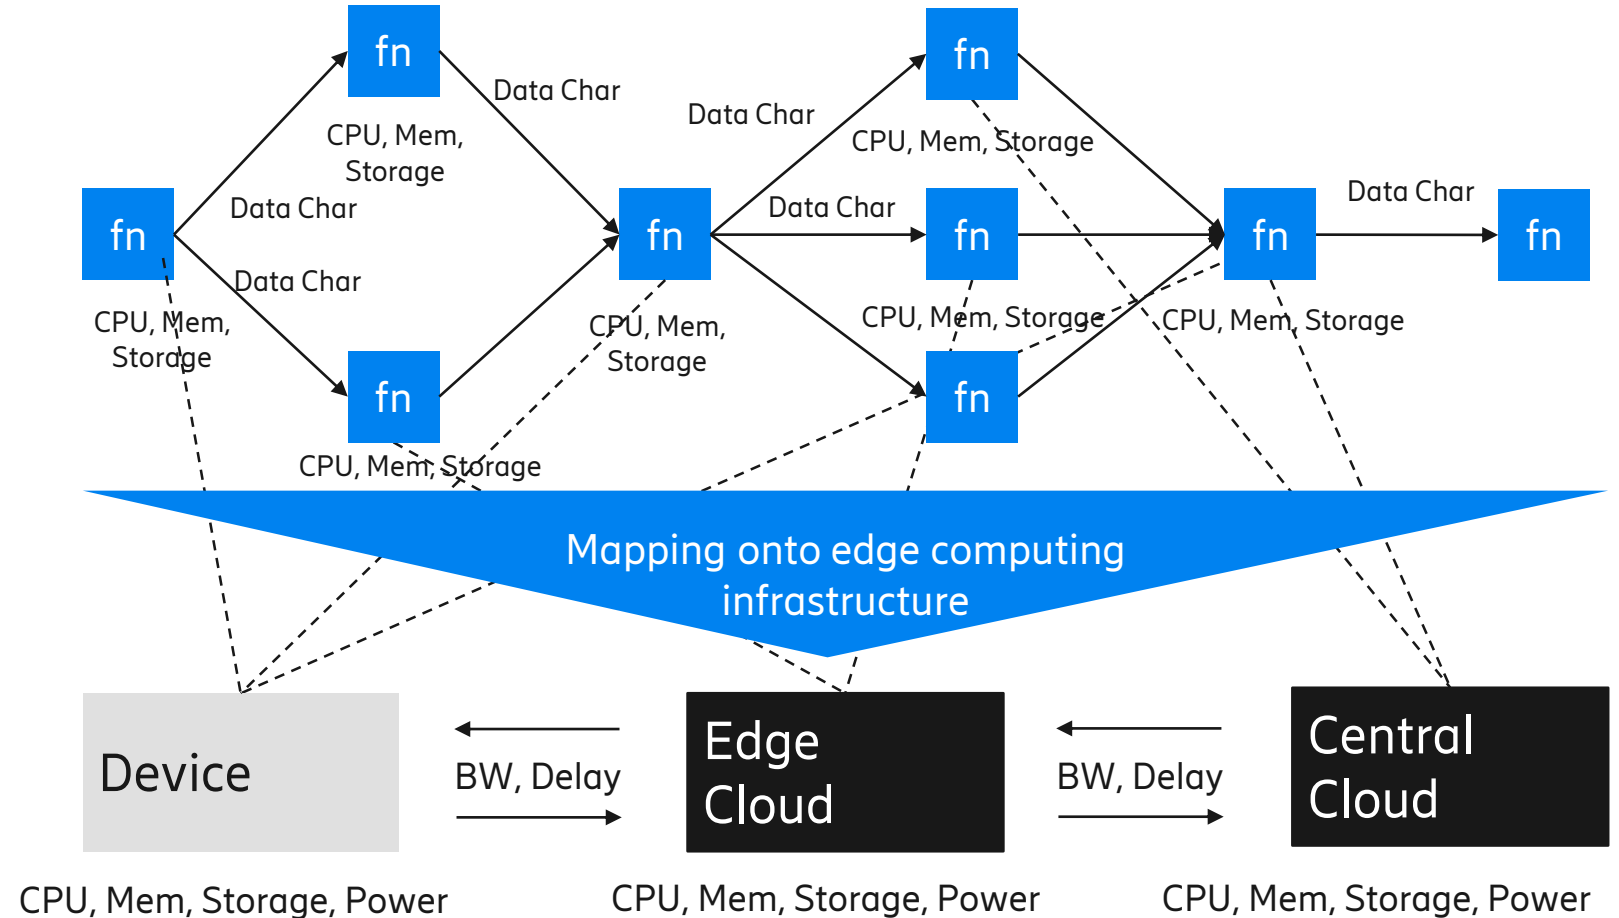 fn
fn
Data Char
Data Char
CPU, Mem,
Storage
CPU, Mem, Storage
Data Char
Data Char
Data Char
fn
fn
fn
fn
fn
Data Char
CPU, Mem,
Storage
CPU, Mem,
Storage
CPU, Mem, Storage
CPU, Mem, Storage
fn
fn
CPU, Mem, Storage
Mapping onto edge computing
infrastructure
Device
BW, Delay
Edge
Cloud
BW, Delay
Central
Cloud
CPU, Mem, Storage, Power
CPU, Mem, Storage, Power
CPU, Mem, Storage, Power